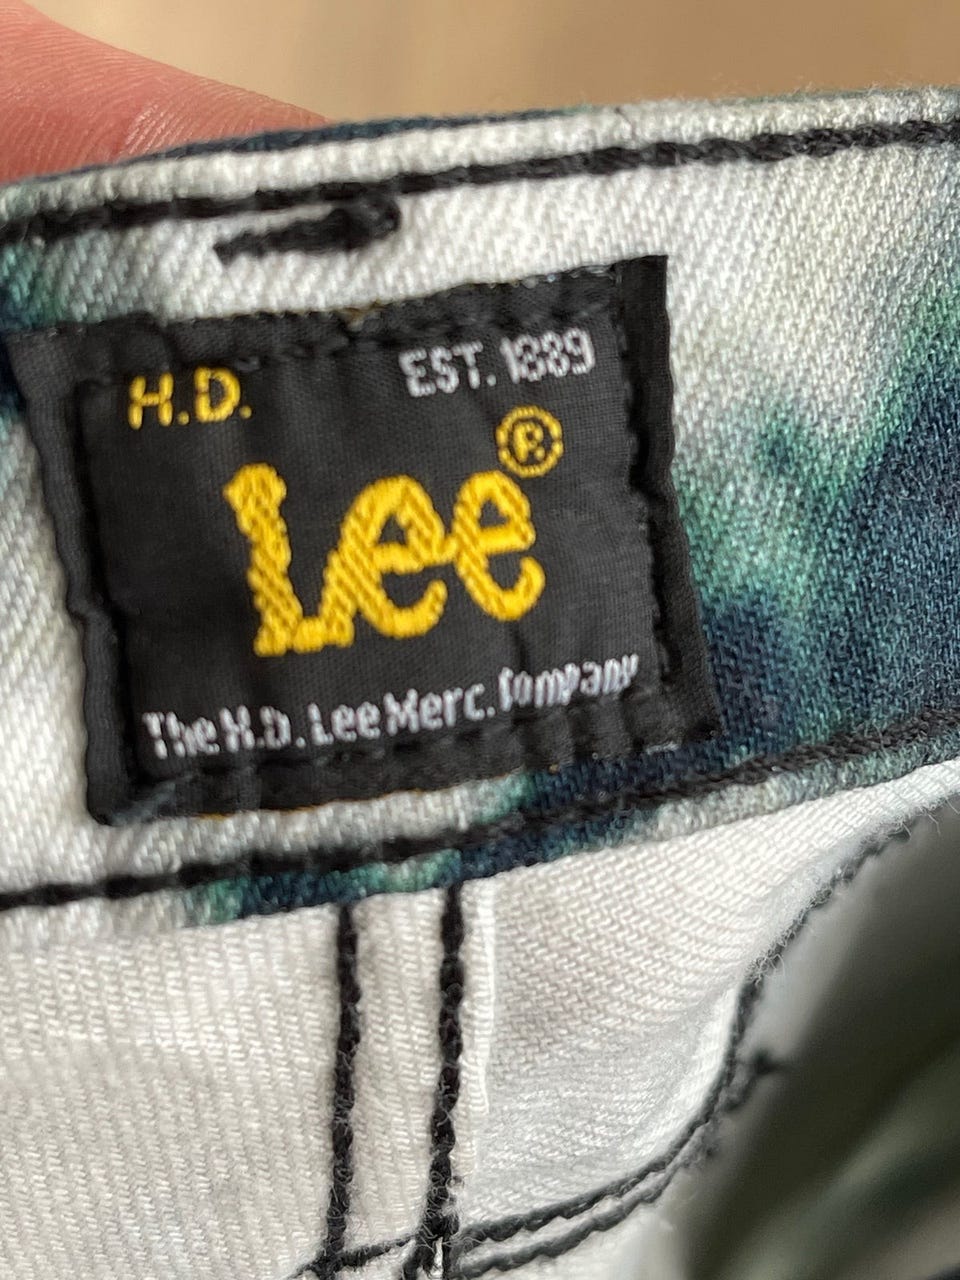 H.D. EST. 1889
Lee®
The H.D. Lee Merc. Company